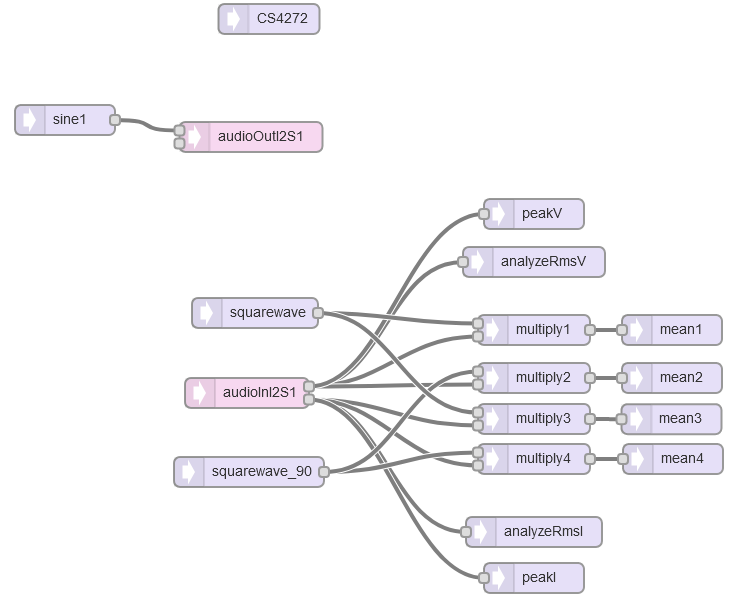 CS4272
sine1
audioOutI2S1
peakV
analyzeRmsV
squarewave
multiply1
mean1
multiply2
mean2
audioInI2S1
multiply3
mean3
multiply4
mean4
squarewave_90
analyzeRmsI
peakI